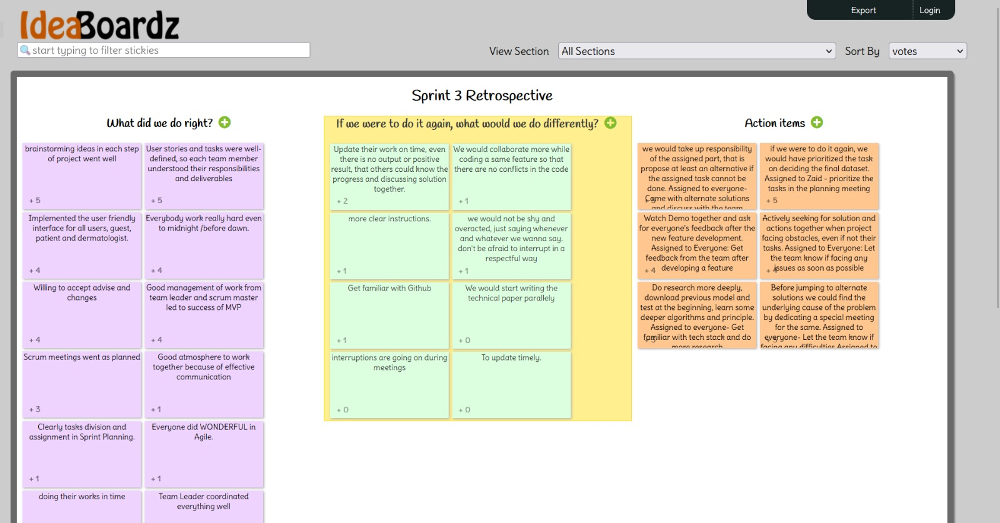 Export
Login
IdeaBoardz
start typing to filter stickies
View Section
All Sections
Sort By
votes
Sprint 3 Retrospective
What did we do right?
brainstorming ideas in each step
of project went well
+ 5
User stories and tasks were well-
defined, so each team member
understood their responsibilities
and deliverables
+ 5
Implemented the user friendly
interface for all users, guest,
patient and dermatologist.
+ 4
Everybody work really hard even
to midnight /before dawn.
+ 4
Willing to accept advise and
changes
+ 4
Good management of work from
team leader and scrum master
led to success of MVP
+ 4
Scrum meetings went as planned
+ 3
Good atmosphere to work
together because of effective
communication
+ 1
Clearly tasks division and
assignment in Sprint Planning.
+ 1
Everyone did WONDERFUL in
Agile.
+ 1
doing their works in time
Team Leader coordinated
everything well
If we were to do it again, what would we do differently?
Update their work on time, even
there is no output or positive
result, that others could know the
progress and discussing solution
together.
+ 2
We would collaborate more while
coding a same feature so that
there are no conflicts in the code
+ 1
more clear instructions.
+ 1
we would not be shy and
overacted, just saying whenever
and whatever we wanna say.
don't be afraid to interrupt in a
respectful way
+ 1
Get familiar with Github
+ 1
We would start writing the
technical paper parallely
+ 0
interruptions are going on during
meetings
+ 0
To update timely.
+ 0
Action items
we would take up responsibility
of the assigned part, that is
propose at least an alternative if
the assigned task cannot be
done. Assigned to everyone-
Come with alternate solutions
and discuss with the team
if we were to do it again, we
would have prioritized the task
on deciding the final dataset.
Assigned to Zaid - prioritize the
tasks in the planning meeting
+ 5
Watch Demo together and ask
for everyone's feedback after the
new feature development.
Assigned to Everyone: Get
feedback from the team after
developing a feature
+ 4
Actively seeking for solution and
actions together when project
facing obstacles, even if not their
tasks. Assigned to Everyone: Let
the team know if facing any
issues as soon as possible
+ 4
Do research more deeply,
download previous model and
test at the beginning, learn some
deeper algorithms and principle.
Assigned to everyone- Get
familiar with tech stack and do
more research
Before jumping to alternate
solutions we could find the
underlying cause of the problem
by dedicating a special meeting
for the same. Assigned to
everyone- Let the team know if
facing any difficulties Assigned to